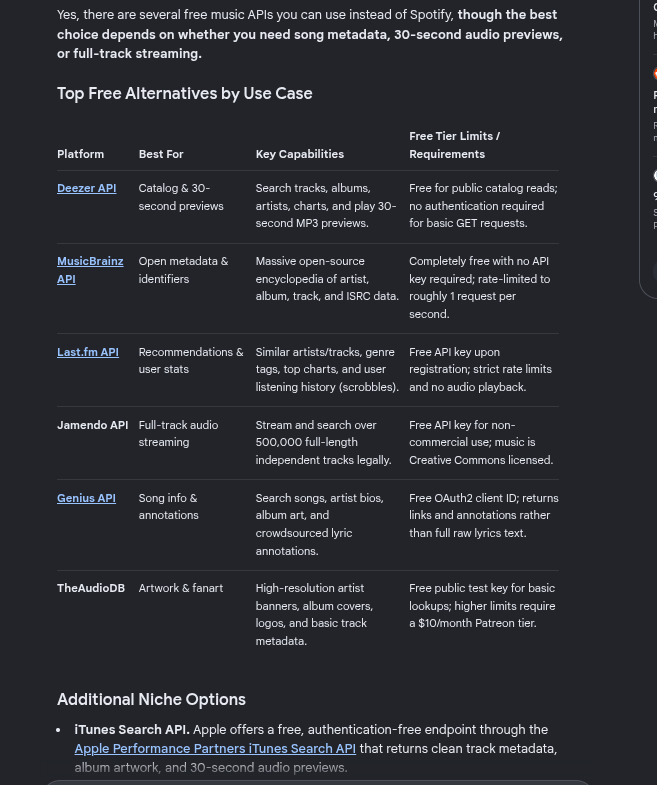 Yes, there are several free music APIs you can use instead of Spotify, though the best
choice depends on whether you need song metadata, 30-second audio previews,
or full-track streaming.
Top Free Alternatives by Use Case
Platform
Best For
Key Capabilities
Free Tier Limits /
Requirements
Deezer API
Catalog & 30-
second previews
Search tracks, albums,
artists, charts, and play 30-
second MP3 previews.
Free for public catalog reads;
no authentication required
for basic GET requests.
MusicBrainz
API
Open metadata &
identifiers
Massive open-source
encyclopedia of artist,
album, track, and ISRC data.
Completely free with no API
key required; rate-limited to
roughly 1 request per
second.
Last.fm API
Recommendations &
user stats
Similar artists/tracks, genre
tags, top charts, and user
listening history (scrobbles).
Free API key upon
registration; strict rate limits
and no audio playback.
Jamendo API
Full-track audio
streaming
Stream and search over
500,000 full-length
independent tracks legally.
Free API key for non-
commercial use; music is
Creative Commons licensed.
Genius API
Song info &
annotations
Search songs, artist bios,
album art, and
crowdsourced lyric
annotations.
Free OAuth2 client ID; returns
links and annotations rather
than full raw lyrics text.
TheAudioDB
Artwork & fanart
High-resolution artist
banners, album covers,
logos, and basic track
metadata.
Free public test key for basic
lookups; higher limits require
a $10/month Patreon tier.
Additional Niche Options
• iTunes Search API. Apple offers a free, authentication-free endpoint through the
Apple Performance Partners iTunes Search API that returns clean track metadata,
album artwork, and 30-second audio previews.